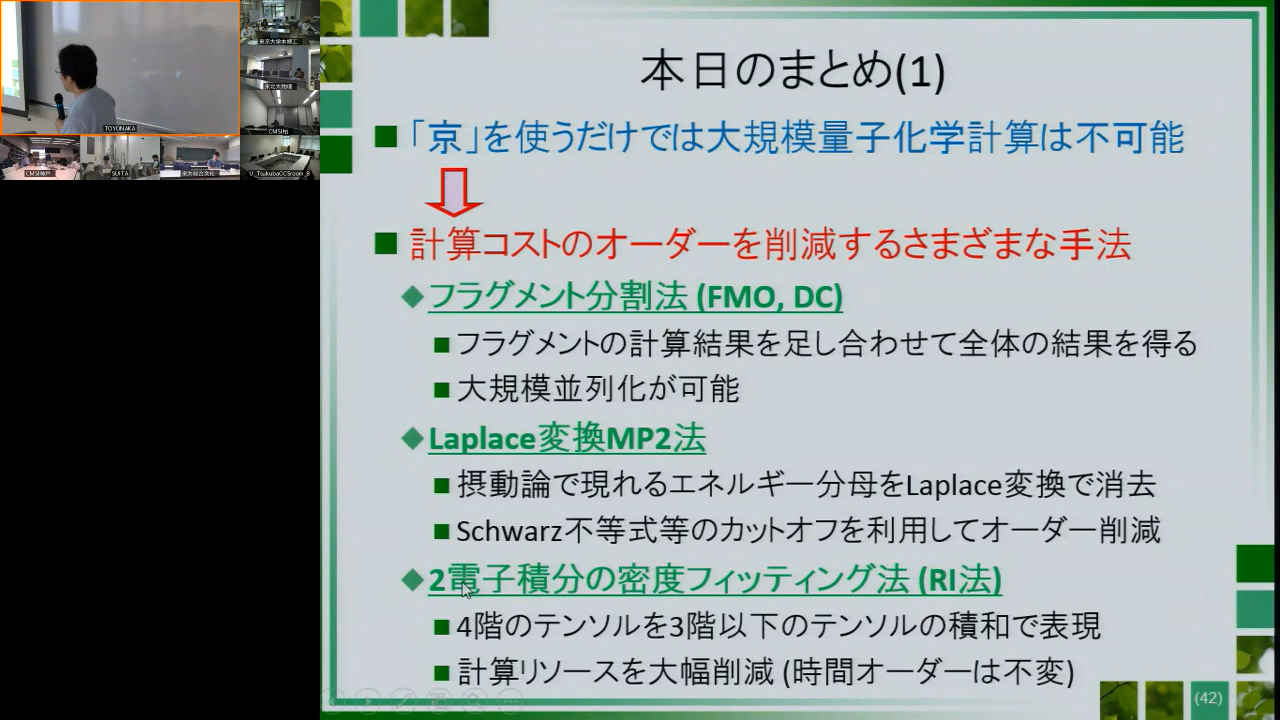 本日のまとめ(1)
「京」を使うだけでは大規模量子化学計算は不可能
計算コストのオーダーを削減するさまざまな手法
フラグメント分割法 (FMO, DC)
フラグメントの計算結果を足し合わせて全体の結果を得る
大規模並列化が可能
Laplace変換MP2法
摂動論で現れるエネルギー分母をLaplace変換で消去
Schwarz不等式等のカットオフを利用してオーダー削減
2電子積分の密度フィッティング法 (RI法)
4階のテンソルを3階以下のテンソルの積和で表現
計算リソースを大幅削減 (時間オーダーは不変)
(42)
TOYONAKA
東北大物理
CMSI柏
CMSI神戸
SUITA
U_TsukubaCCSroom_B